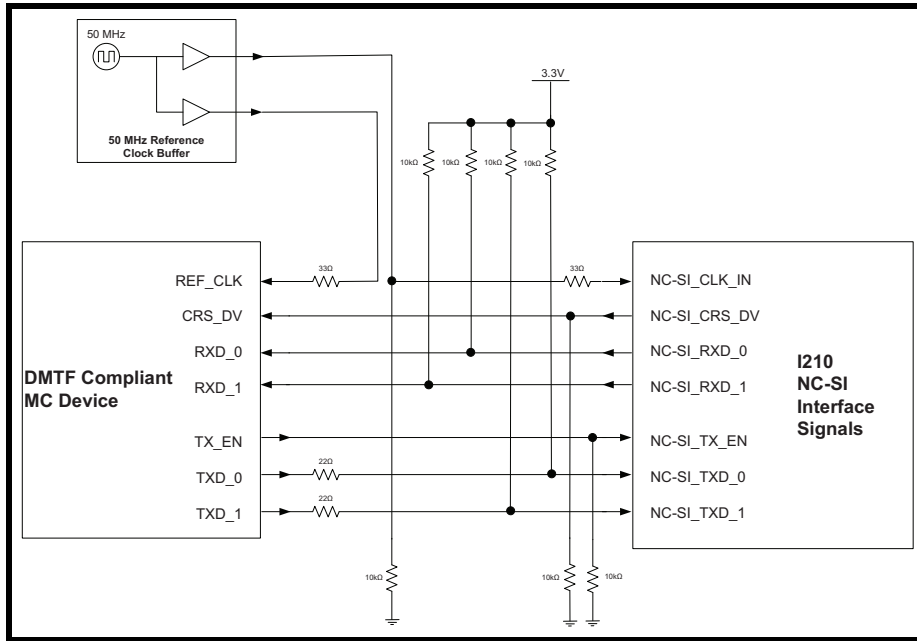 50 MHz
50 MHz Reference
Clock Buffer
3.3V
10kΩ
10kΩ
10kΩ
10kΩ
DMTF Compliant
MC Device
REF_CLK
CRS_DV
RXD_0
RXD_1
TX_EN
TXD_0
TXD_1
33Ω
33Ω
22Ω
22Ω
NC-SI_CLK_IN
NC-SI_CRS_DV
NC-SI_RXD_0
NC-SI_RXD_1
NC-SI_TX_EN
NC-SI_TXD_0
NC-SI_TXD_1
I210
NC-SI
Interface
Signals
10kΩ
10kΩ
10kΩ